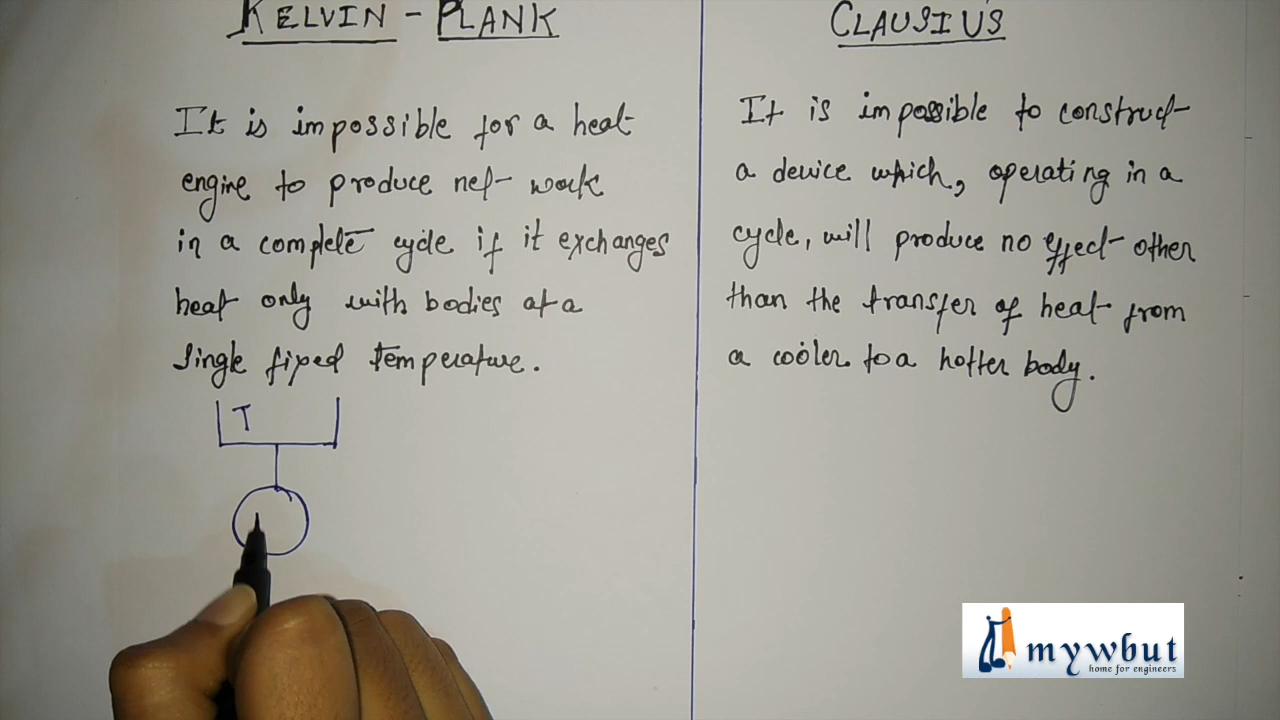 KELVIN - PLANK
It is impossible for a heat
engine to produce net work
in a complete cycle if it exchanges
heat only with bodies at a
single fixed temperature.
T
CLAUSIUS
It is impossible to construct
a device which, operating in a
cycle, will produce no effect other
than the transfer of heat from
a cooler to a hotter body.
mywbut
home for engineers